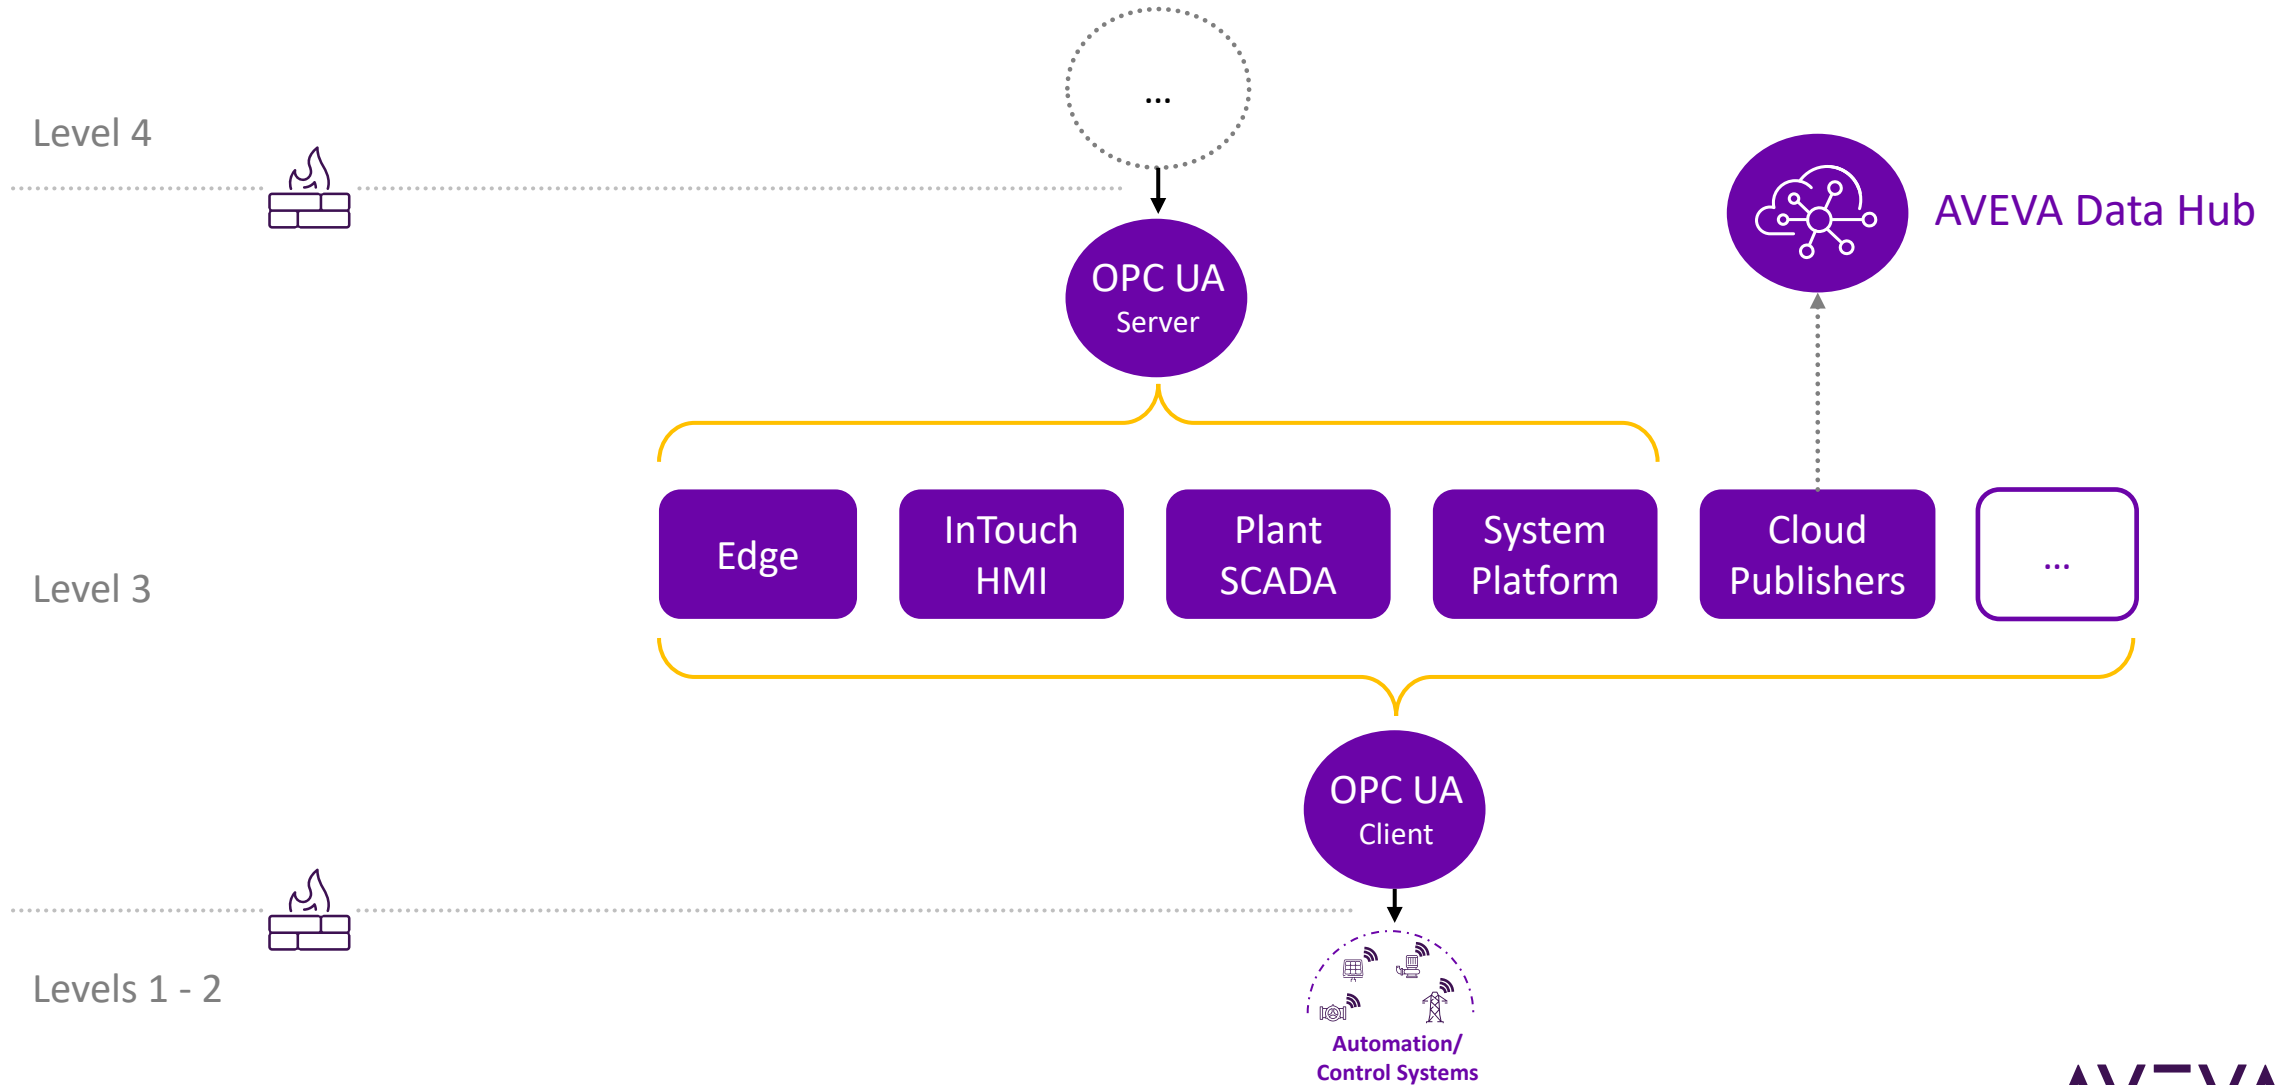 ...
Level 4
AVEVA Data Hub
OPC UA
Server
Edge
InTouch
HMI
Plant
SCADA
System
Platform
Cloud
Publishers
...
Level 3
OPC UA
Client
Levels 1 - 2
Automation/
Control Systems
AVEVA